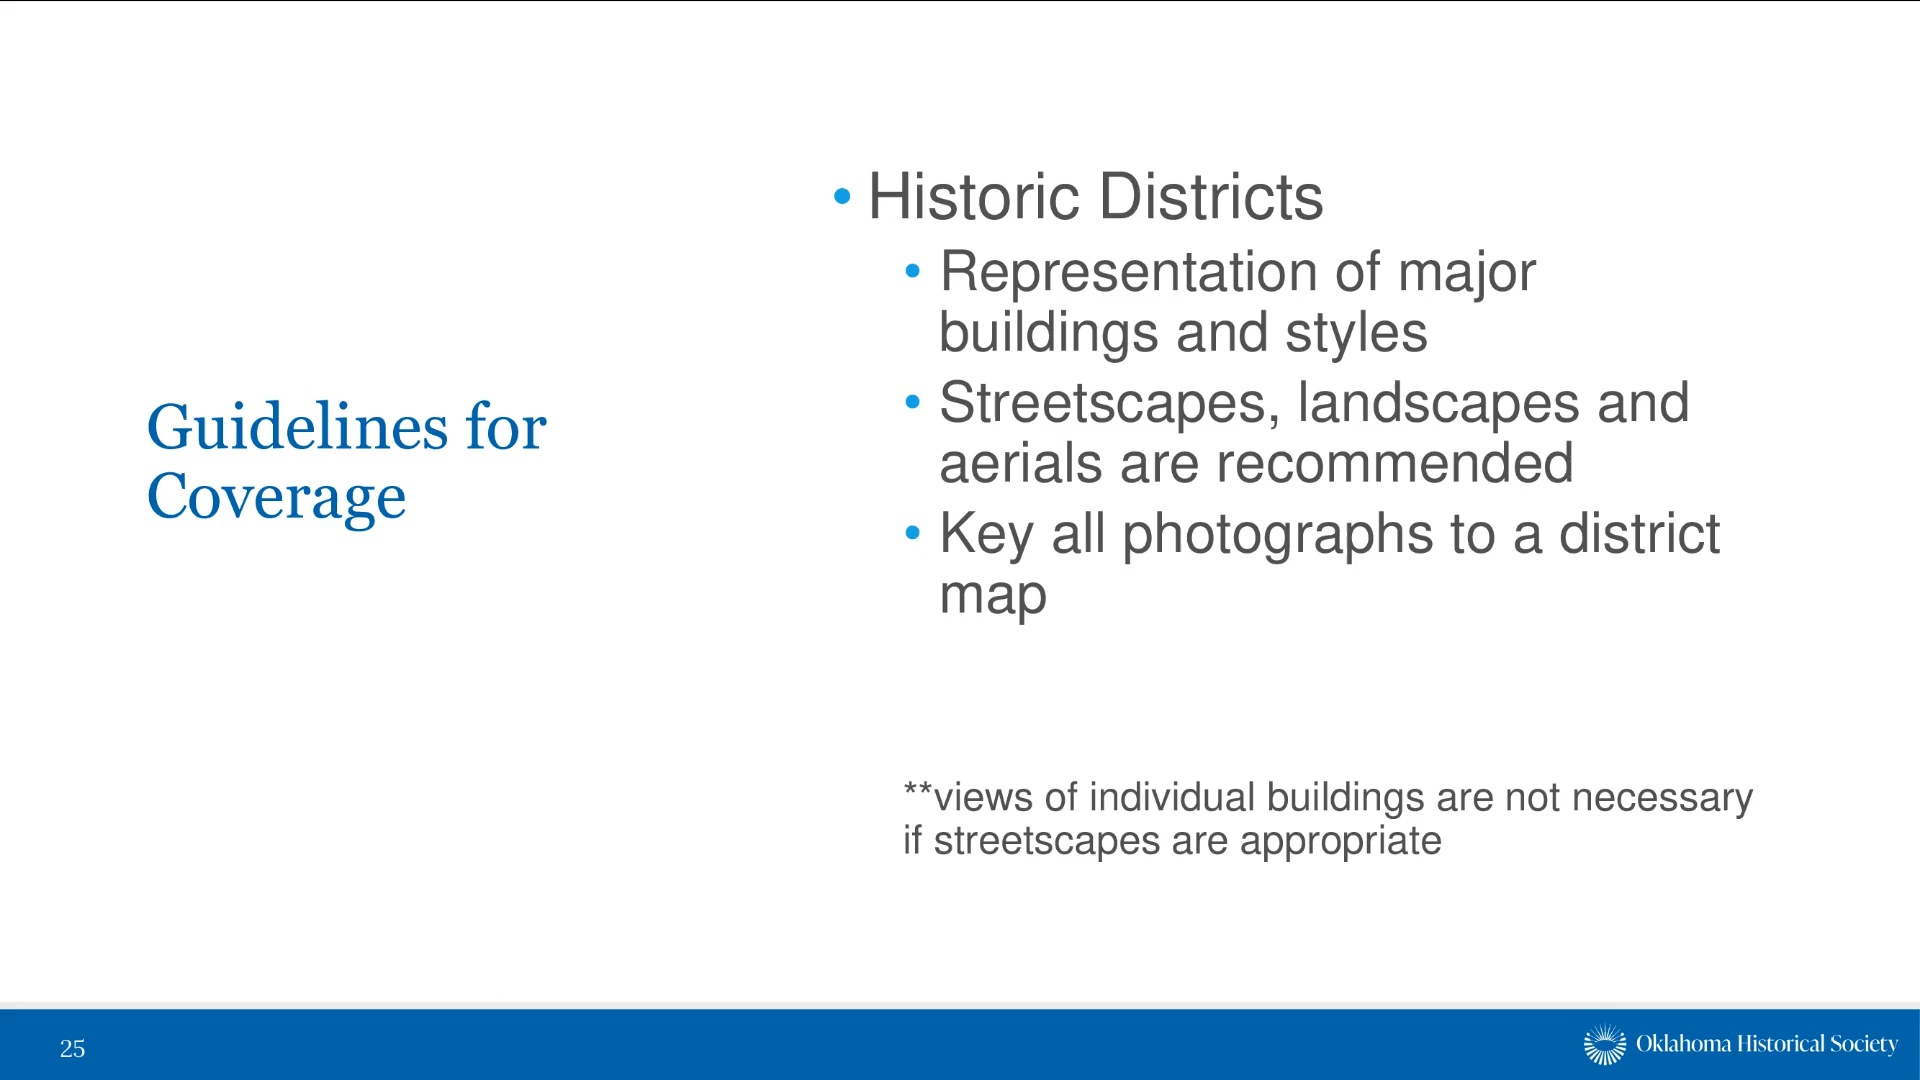 Guidelines for
Coverage
• Historic Districts
• Representation of major
buildings and styles
• Streetscapes, landscapes and
aerials are recommended
• Key all photographs to a district
map
**views of individual buildings are not necessary
if streetscapes are appropriate
25
Oklahoma Historical Society